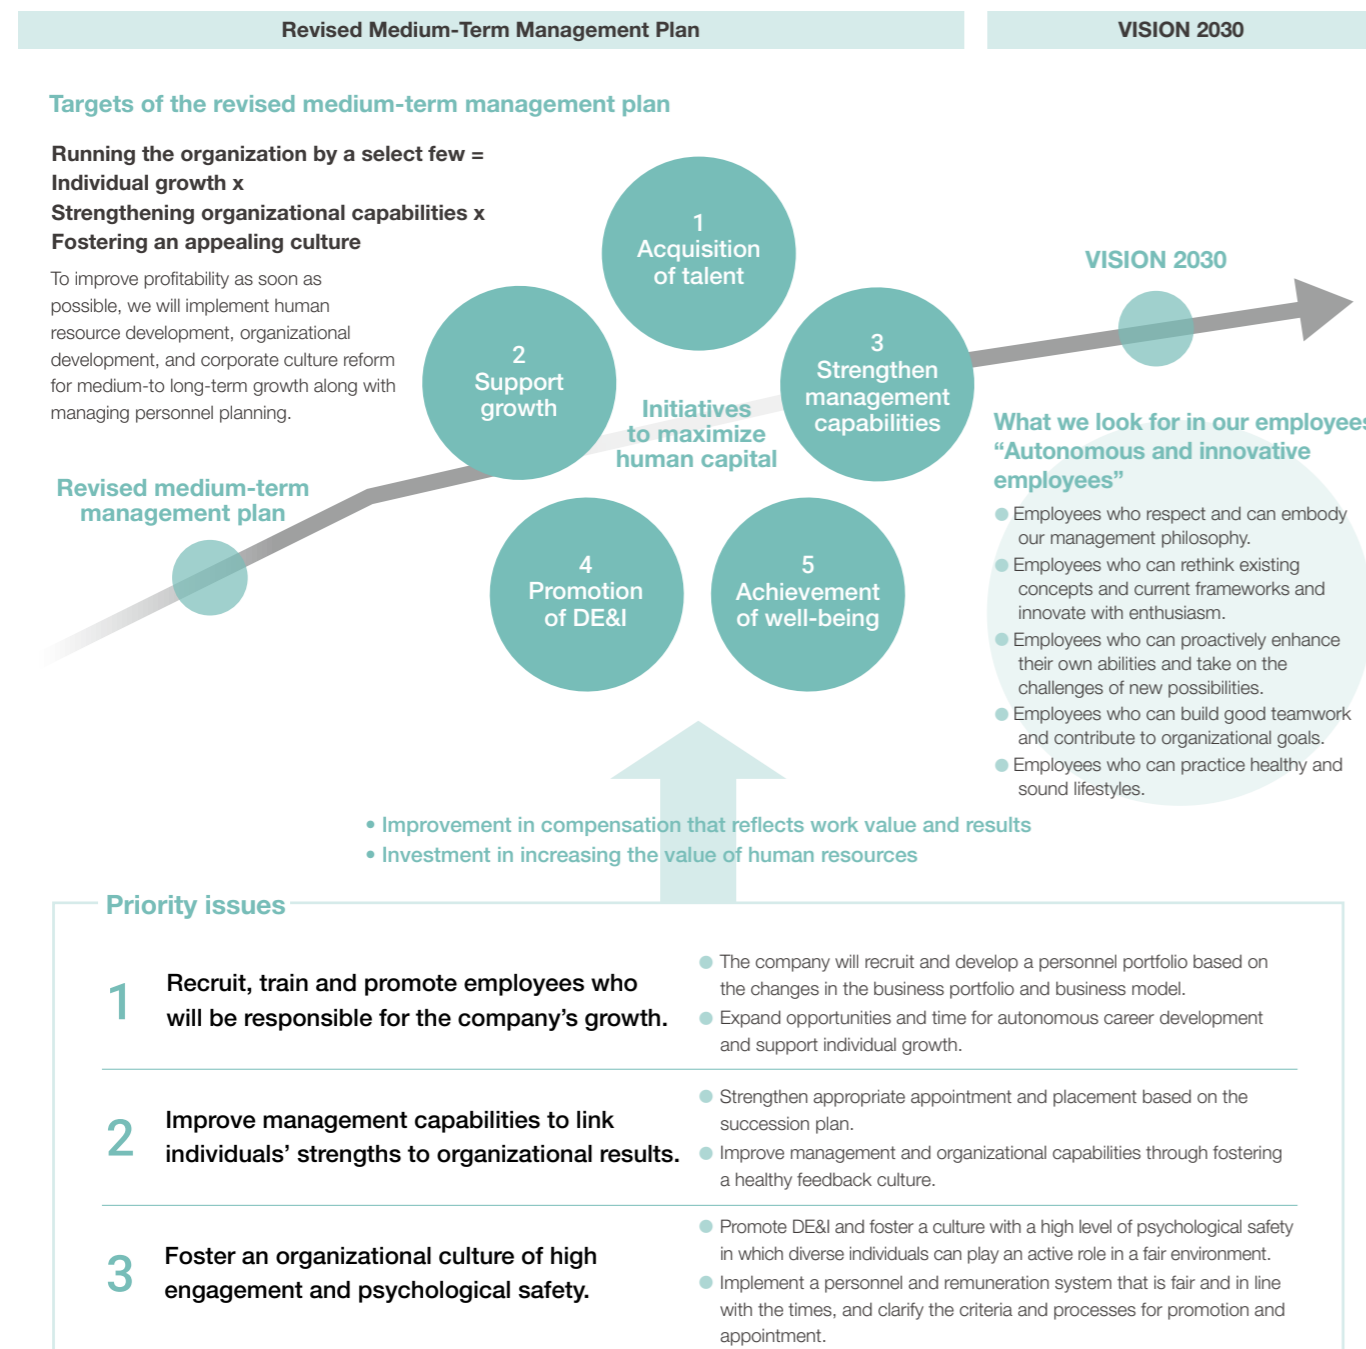 Revised Medium-Term Management Plan
VISION 2030
Targets of the revised medium-term management plan
Running the organization by a select few =
Individual growth x
Strengthening organizational capabilities x
Fostering an appealing culture
To improve profitability as soon as
possible, we will implement human
resource development, organizational
development, and corporate culture reform
for medium-to long-term growth along with
managing personnel planning.
Revised medium-term
management plan
1
Acquisition
of talent
2
Support
growth
3
Strengthen
management
capabilities
Initiatives
to maximize
human capital
4
Promotion
of DE&I
5
Achievement
of well-being
VISION 2030
What we look for in our employees
“Autonomous and innovative
employees”
● Employees who respect and can embody
our management philosophy.
● Employees who can rethink existing
concepts and current frameworks and
innovate with enthusiasm.
● Employees who can proactively enhance
their own abilities and take on the
challenges of new possibilities.
● Employees who can build good teamwork
and contribute to organizational goals.
● Employees who can practice healthy and
sound lifestyles.
• Improvement in compensation that reflects work value and results
• Investment in increasing the value of human resources
Priority issues
1
Recruit, train and promote employees who
will be responsible for the company’s growth.
● The company will recruit and develop a personnel portfolio based on
the changes in the business portfolio and business model.
● Expand opportunities and time for autonomous career development
and support individual growth.
2
Improve management capabilities to link
individuals’ strengths to organizational results.
● Strengthen appropriate appointment and placement based on the
succession plan.
● Improve management and organizational capabilities through fostering
a healthy feedback culture.
3
Foster an organizational culture of high
engagement and psychological safety.
● Promote DE&I and foster a culture with a high level of psychological safety
in which diverse individuals can play an active role in a fair environment.
● Implement a personnel and remuneration system that is fair and in line
with the times, and clarify the criteria and processes for promotion and
appointment.